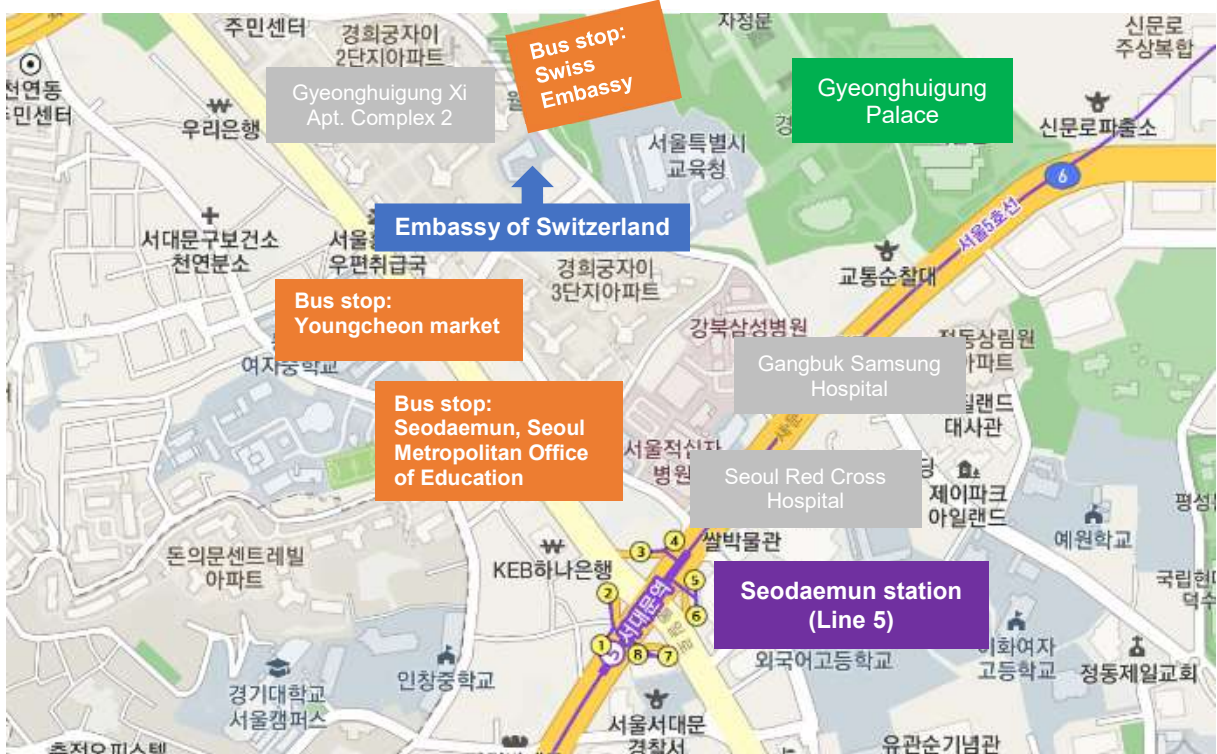 주민센터
경희궁자이
2단지아파트
Bus stop:
Swiss
Embassy
자정문
신문로
주상복합
천연동
주민센터
우리은행
Gyeonghuigung Xi
Apt. Complex 2
Gyeonghuigung
Palace
신문로파출소
서울특별시
교육청
6
서울5호선
Embassy of Switzerland
서대문구보건소
천연분소
우편취급국
경희궁자이
3단지아파트
교통순찰대
Bus stop:
Youngcheon market
강북삼성병원
정동상림원
아파트
여자중학교
Gangbuk Samsung
Hospital
대사관
Bus stop:
Seodaemun, Seoul
Metropolitan Office
of Education
서울적십자
병원
Seoul Red Cross
Hospital
제이파크
아일랜드
예원학교
돈의문센트레빌
아파트
KEB하나은행
쌀박물관
3
4
5
2
6
1
8
7
5
서대문역
Seodaemun station
(Line 5)
외국어고등학교
이화여자
고등학교
정동제일교회
경기대학교
서울캠퍼스
인창중학교
서울서대문
경찰서
유관순기념관